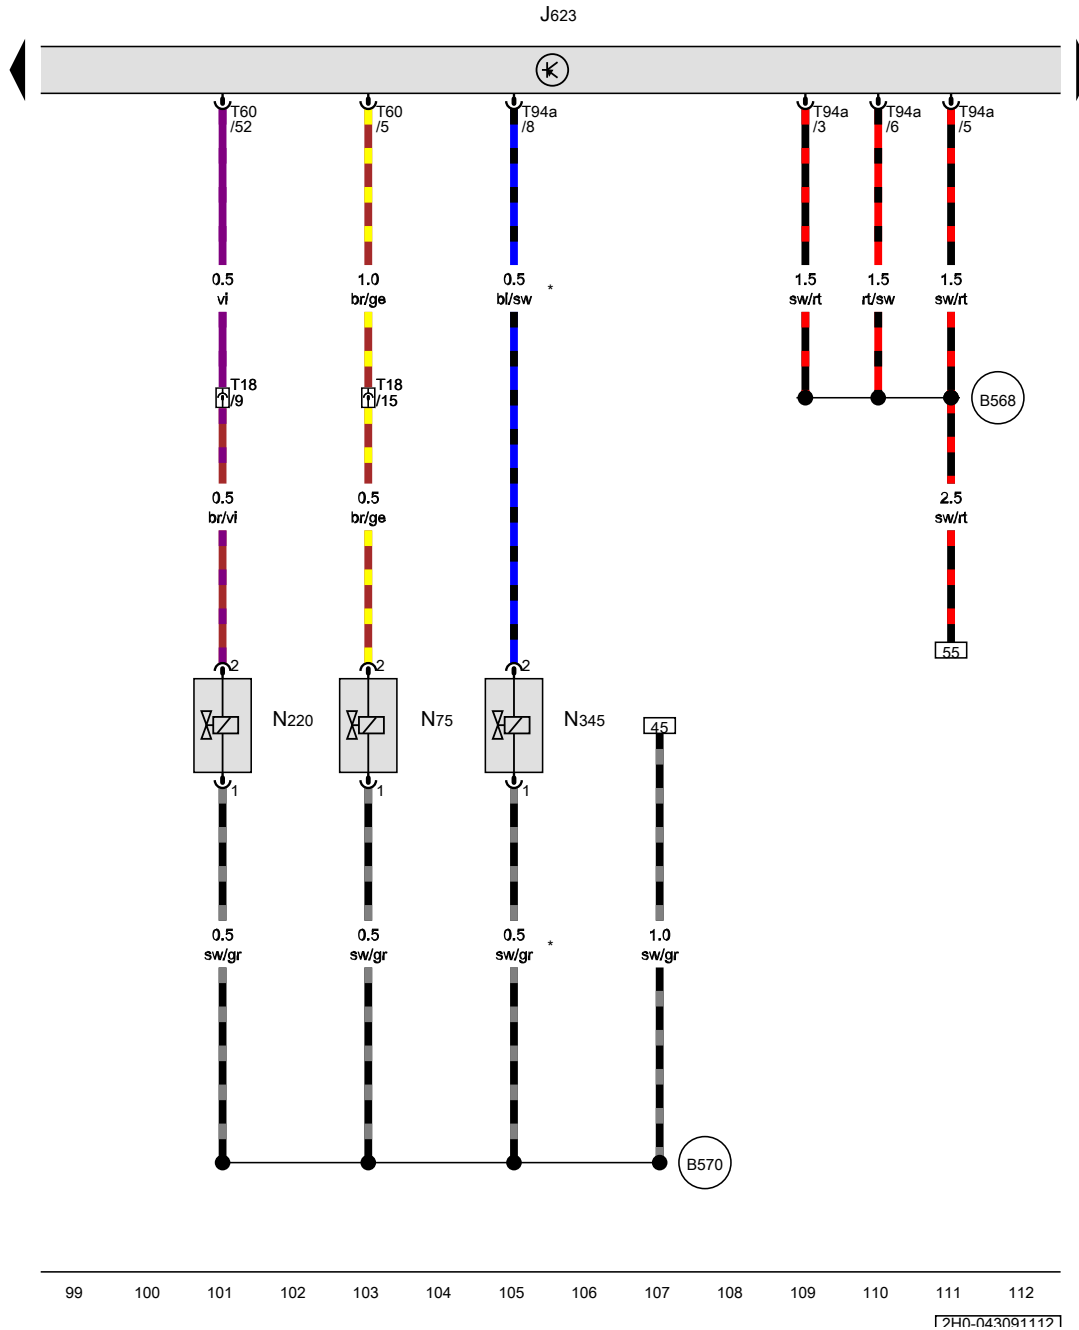 J623
T60 T60 T94a T94a T94a T94a
/52 /5 /8 /3 /6 /5
0.5 1.0 0.5 1.5 1.5 1.5
vi br/ge bl/sw * sw/rt rt/sw sw/rt
T18 T18
/9 /15
B568
0.5 0.5 2.5
br/vi br/ge sw/rt
55
2 2 2
N220 N75 N345 45
1 1 1
0.5 0.5 0.5 1.0
sw/gr sw/gr sw/gr * sw/gr
B570
99 100 101 102 103 104 105 106 107 108 109 110 111 112
2H0-043091112